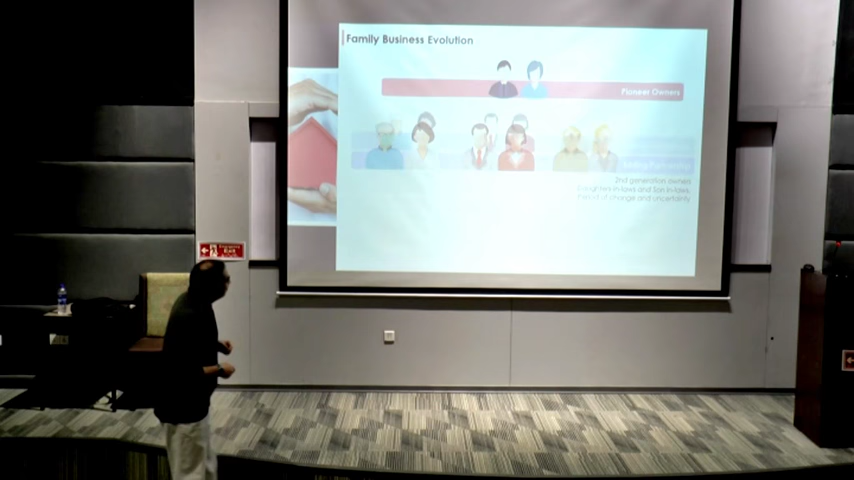 Family Business Evolution
Pioneer Owners
2nd generation owners
Daughters in-laws and Son in-laws,
Period of change and uncertainty